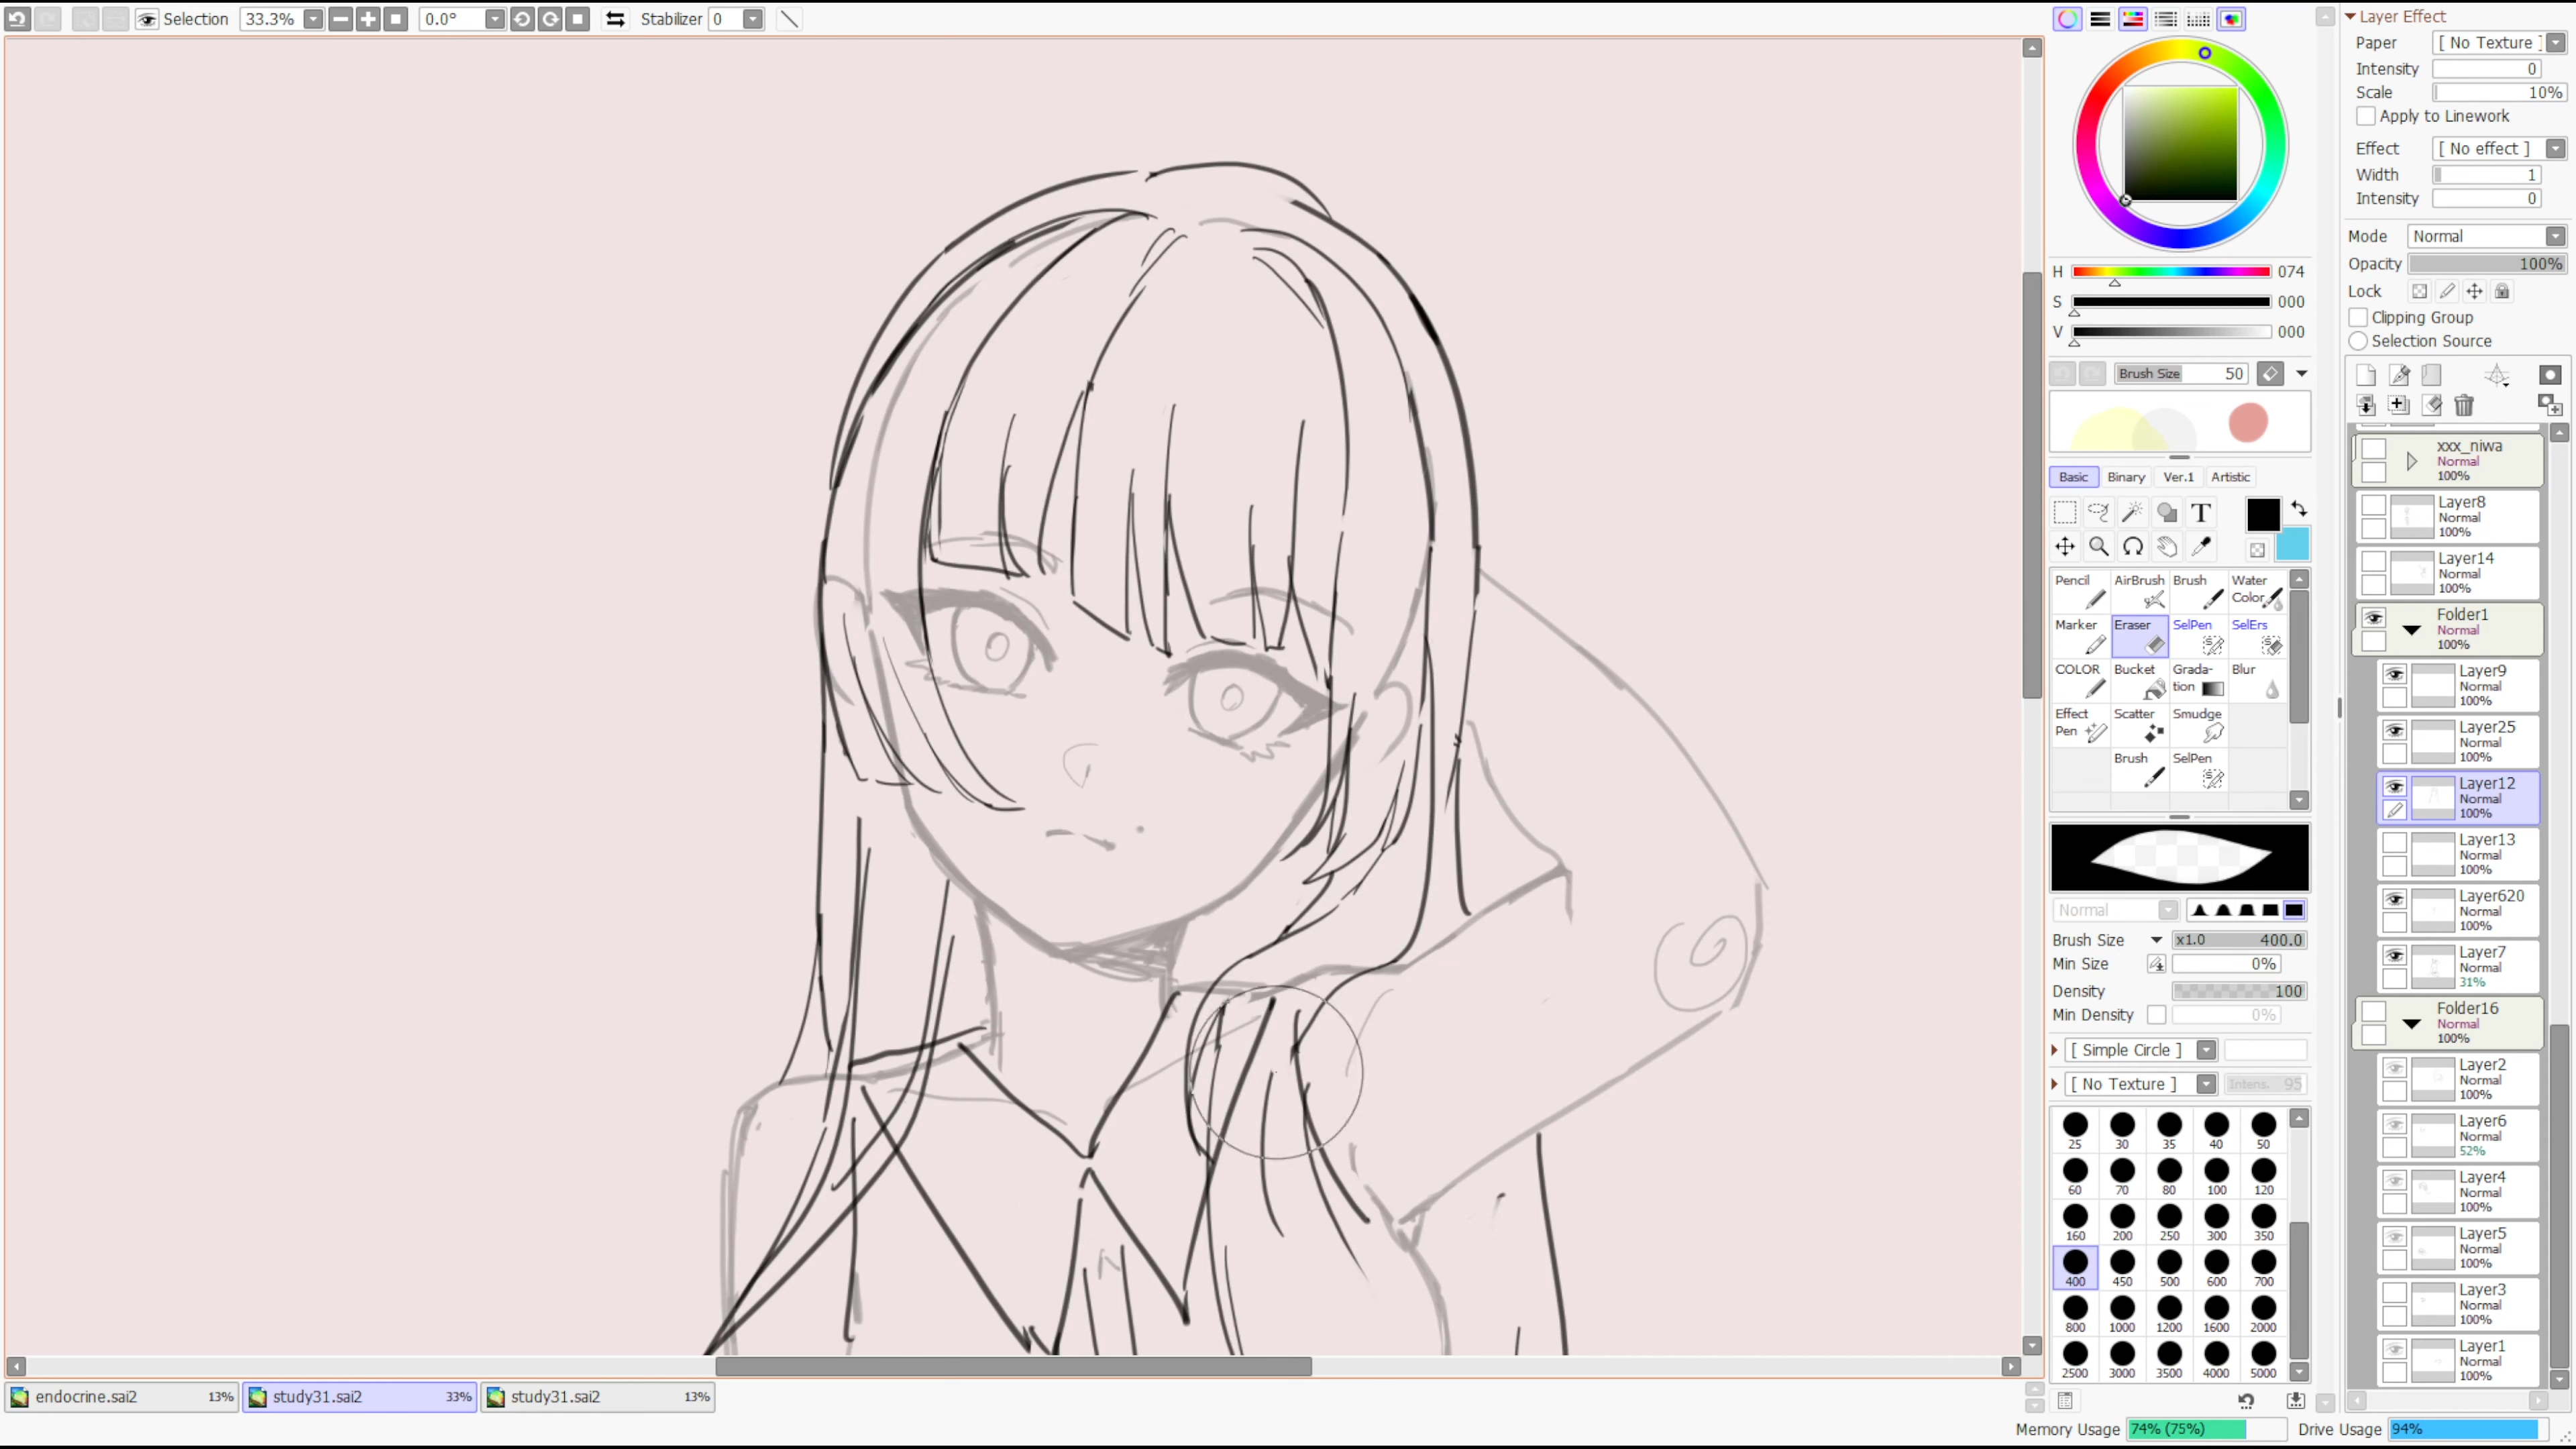 Selection 33.3% 0.0° Stabilizer 0
Layer Effect
Paper [ No Texture ]
Intensity 0
Scale 10%
Apply to Linework
Effect [ No effect ]
Width 1
Intensity 0
Mode Normal
Opacity 100%
Lock
Clipping Group
Selection Source
H 074
S 000
V 000
Brush Size 50
Basic Binary Ver.1 Artistic
T
Pencil AirBrush Brush Water Color
Marker Eraser SelPen SelErs
COLOR Bucket Grada-tion Blur
Effect Pen Scatter Smudge
Brush SelPen
Normal
Brush Size x1.0 400.0
Min Size 0%
Density 100
Min Density 0%
[ Simple Circle ]
[ No Texture ] Intens. 95
25 30 35 40 50
60 70 80 100 120
160 200 250 300 350
400 450 500 600 700
800 1000 1200 1600 2000
2500 3000 3500 4000 5000
xxx_niwa
Normal
100%
Layer8
Normal
100%
Layer14
Normal
100%
Folder1
Normal
100%
Layer9
Normal
100%
Layer25
Normal
100%
Layer12
Normal
100%
Layer13
Normal
100%
Layer620
Normal
100%
Layer7
Normal
31%
Folder16
Normal
100%
Layer2
Normal
100%
Layer6
Normal
52%
Layer4
Normal
100%
Layer5
Normal
100%
Layer3
Normal
100%
Layer1
Normal
100%
endocrine.sai2 13% study31.sai2 33% study31.sai2 13%
Memory Usage 74% (75%) Drive Usage 94%